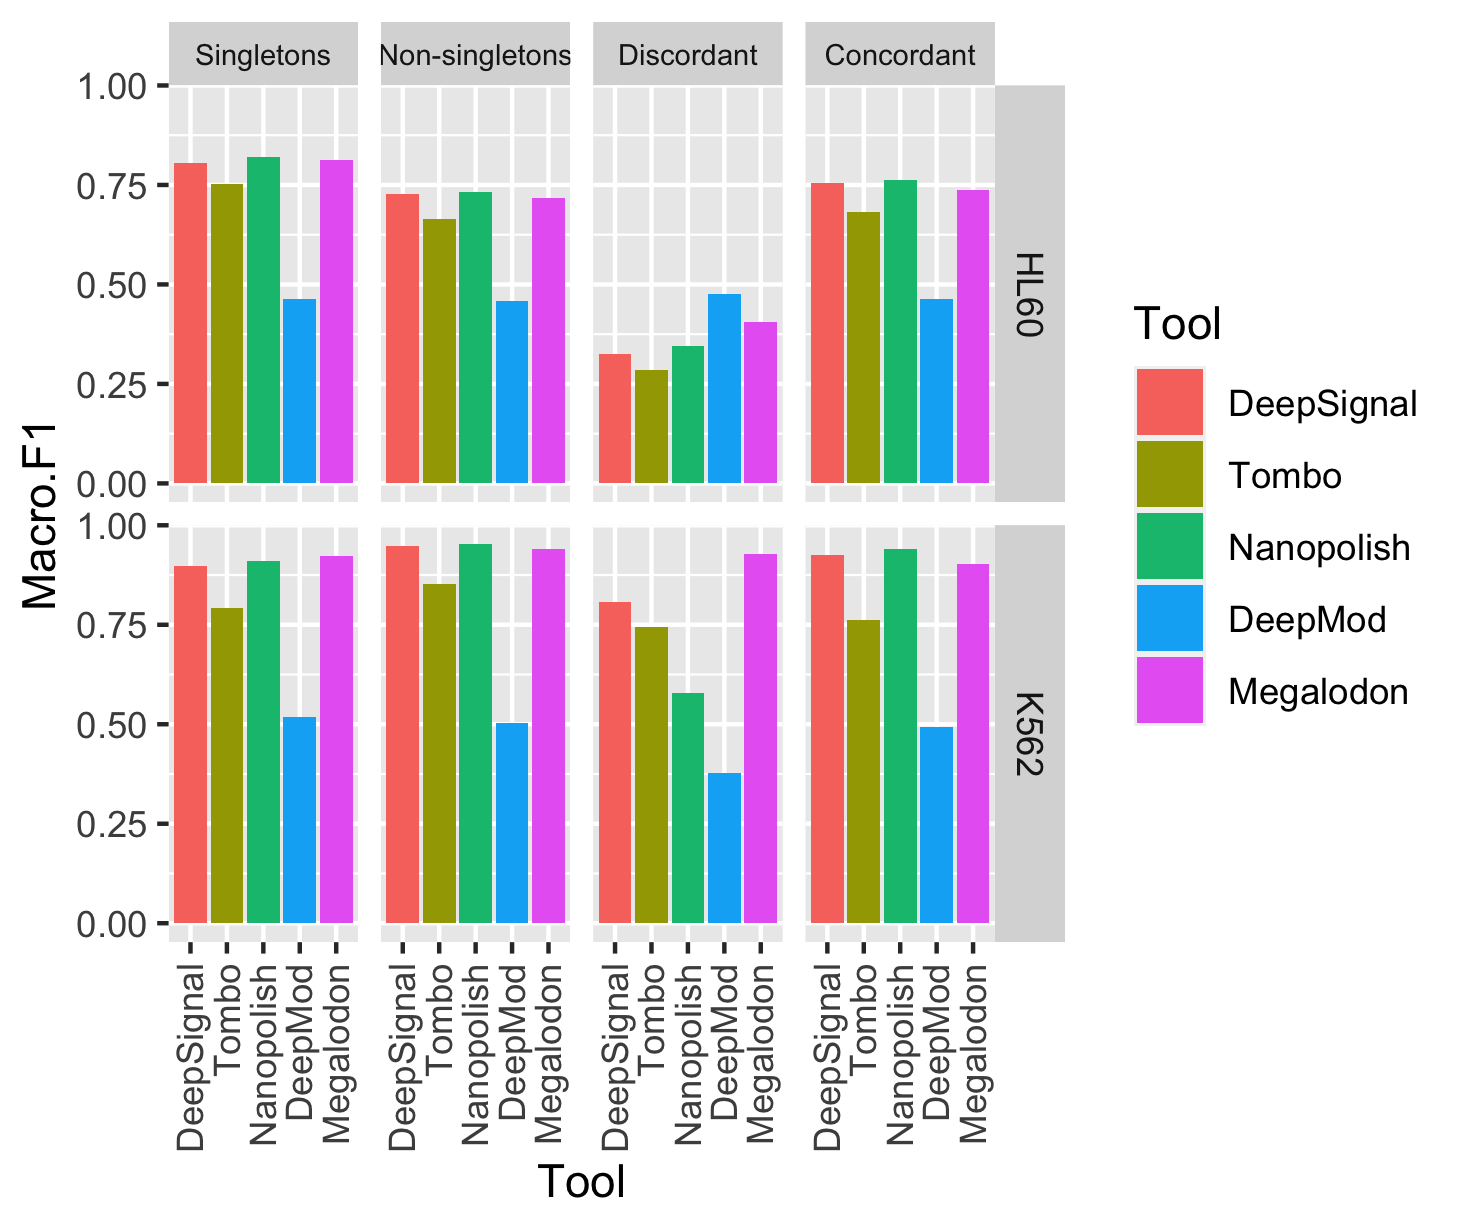 Singletons Non-singletons Discordant Concordant
1.00
0.75
0.50
0.25
0.00
HL60
1.00
0.75
0.50
0.25
0.00
K562
Macro.F1
DeepSignal Tombo Nanopolish DeepMod Megalodon DeepSignal Tombo Nanopolish DeepMod Megalodon DeepSignal Tombo Nanopolish DeepMod Megalodon DeepSignal Tombo Nanopolish DeepMod Megalodon
Tool
Tool
DeepSignal
Tombo
Nanopolish
DeepMod
Megalodon